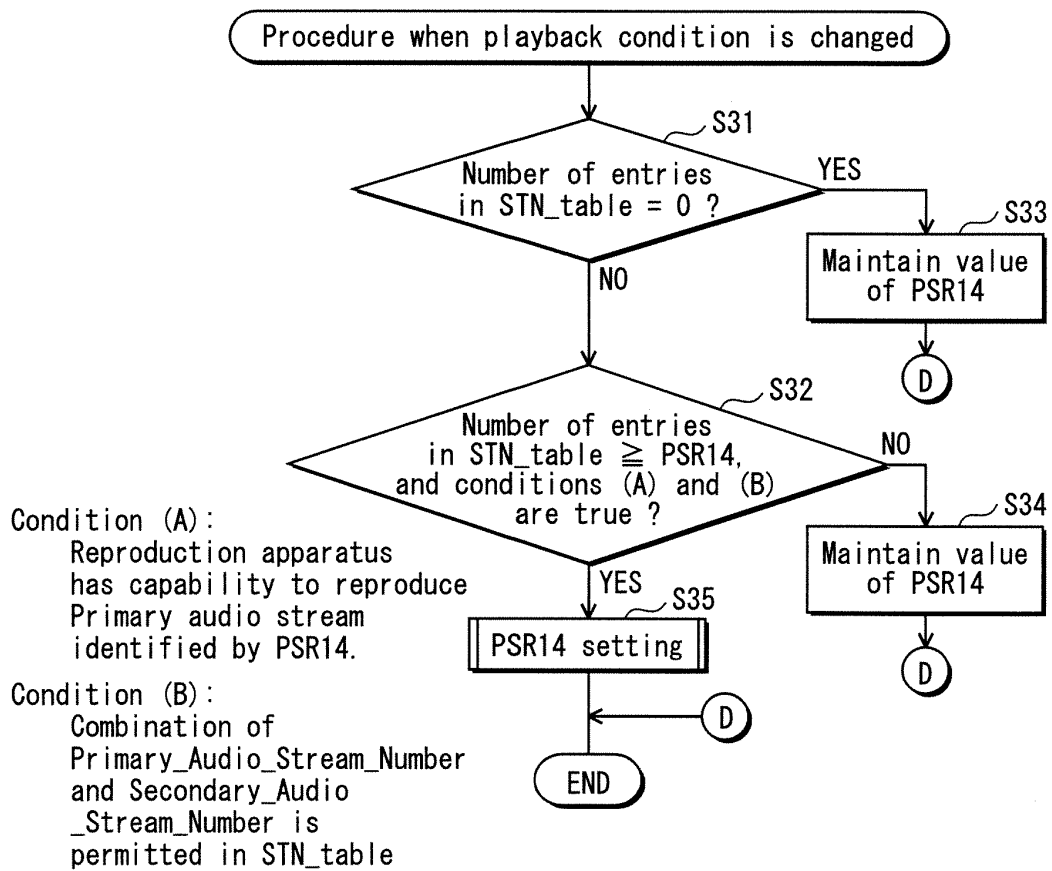 Procedure when playback condition is changed
S31
Number of entries
in STN_table = 0 ?
YES
S33
Maintain value
of PSR14
D
NO
S32
Number of entries
in STN_table ≧ PSR14,
and conditions (A) and (B)
are true ?
NO
S34
Maintain value
of PSR14
D
YES
S35
PSR14 setting
D
END
Condition (A):
Reproduction apparatus
has capability to reproduce
Primary audio stream
identified by PSR14.
Condition (B):
Combination of
Primary_Audio_Stream_Number
and Secondary_Audio
_Stream_Number is
permitted in STN_table